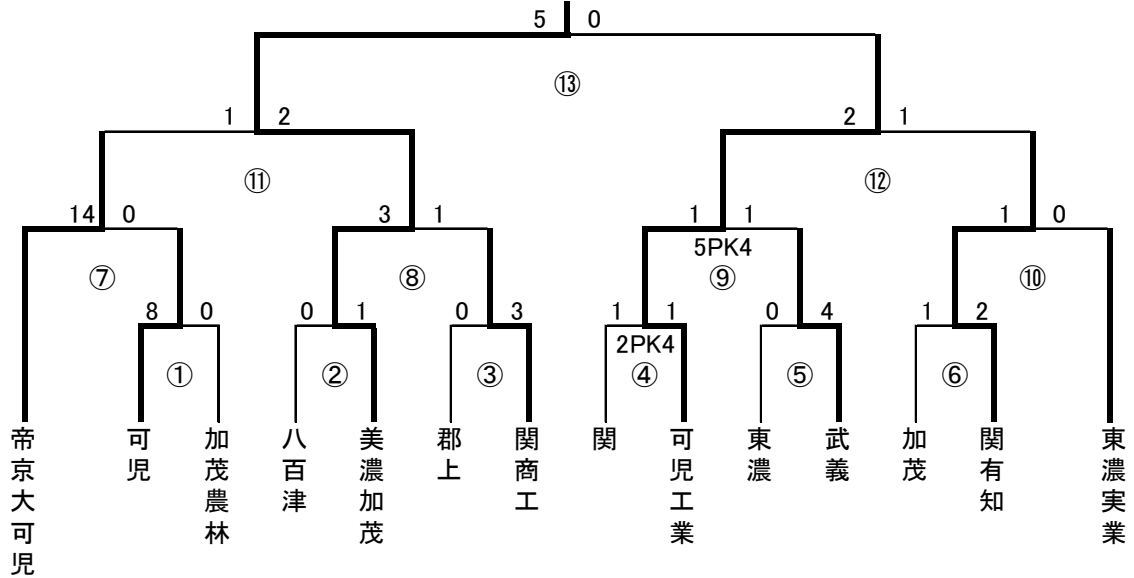 5 0
⑬
1 2
2 1
⑪
⑫
14 0
3 1
1 1
1 0
5PK4
⑦
⑧
⑨
⑩
8 0
0 1
0 3
1 1
0 4
1 2
2PK4
①
②
③
④
⑤
⑥
帝京大可児
可児
加茂農林
八百津
美濃加茂
郡上
関商工
関
可児工業
東濃
武義
加茂
関有知
東濃実業